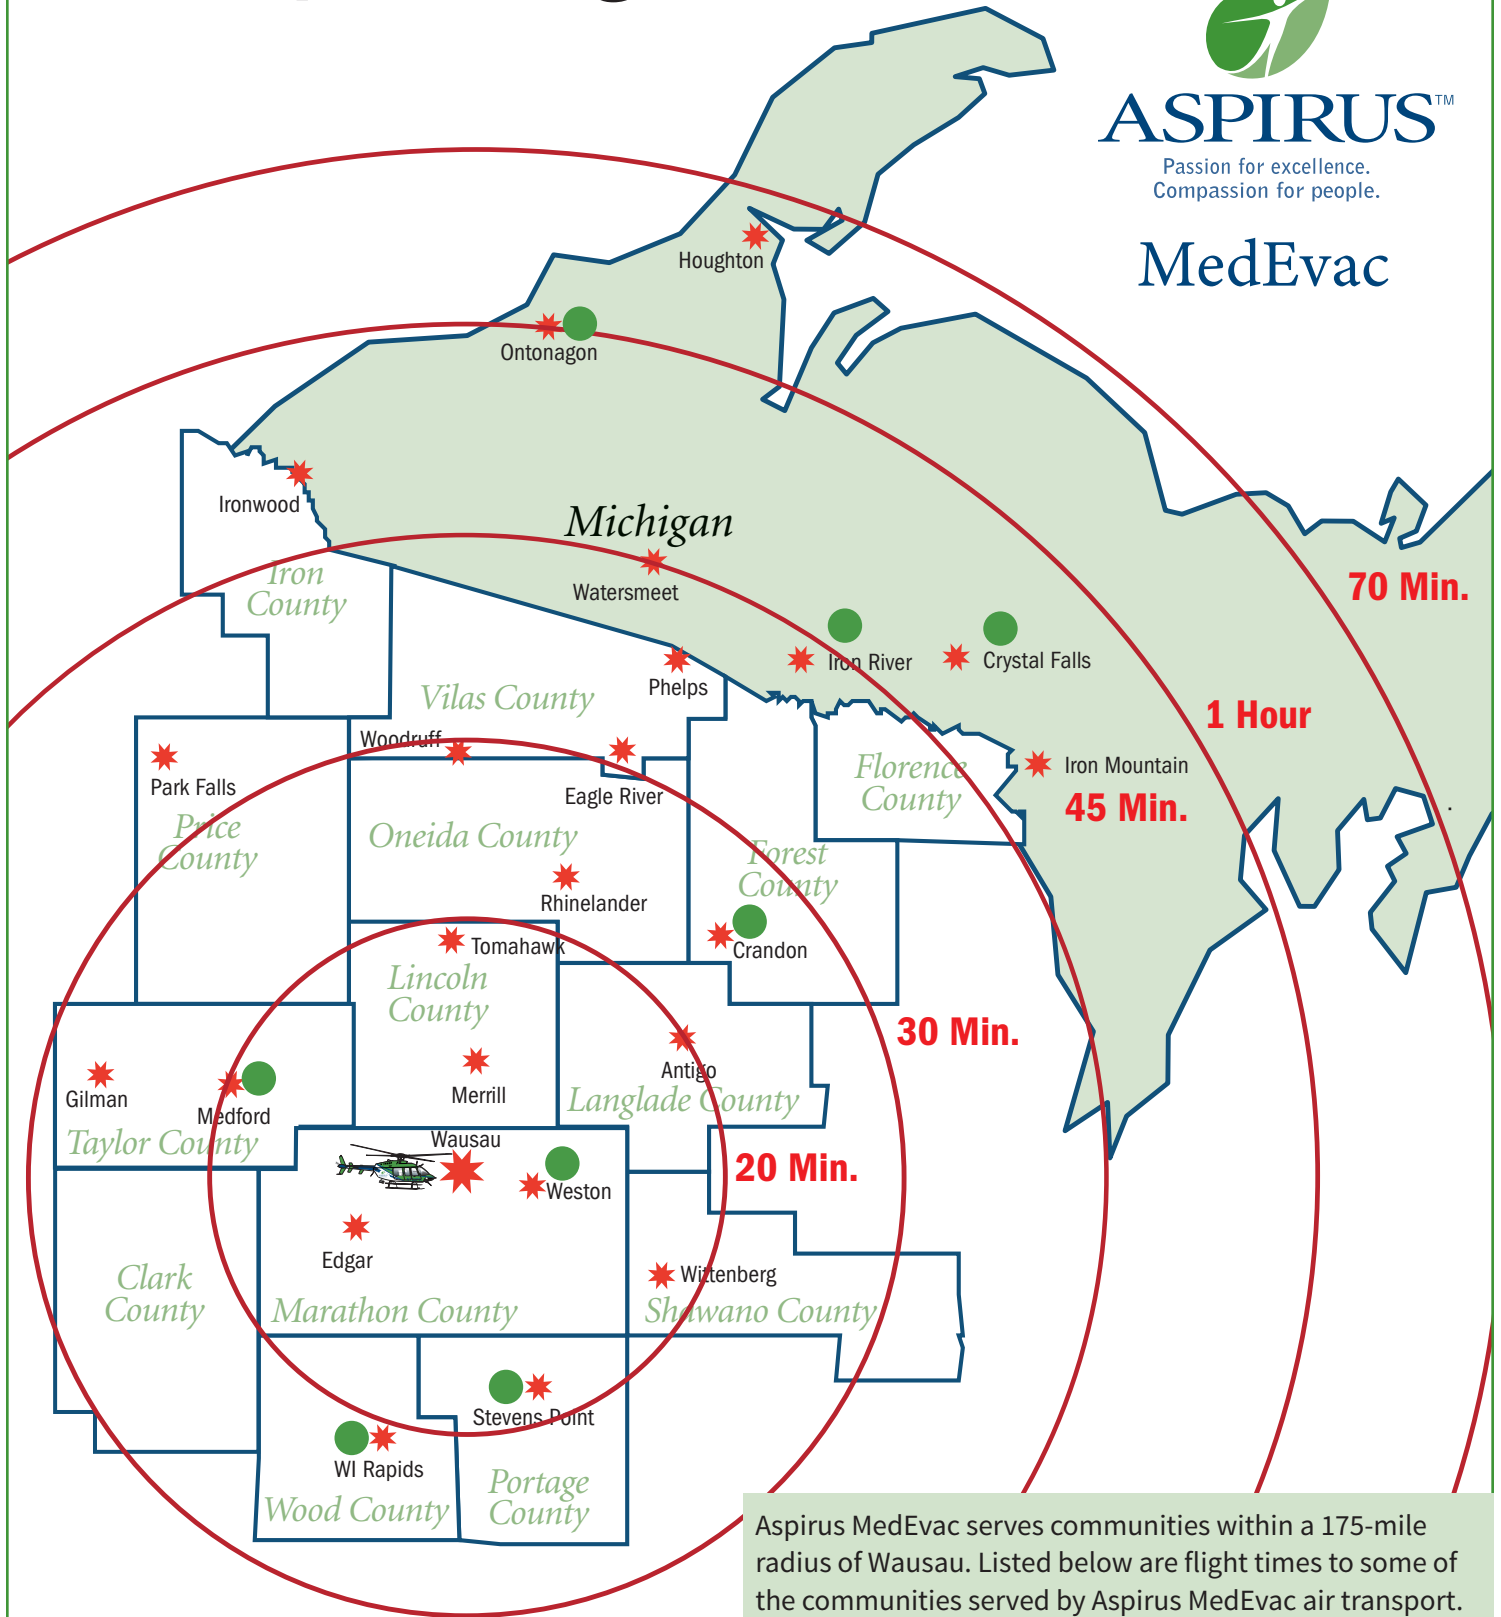 ASPIRUS™
Passion for excellence.
Compassion for people.
MedEvac
Houghton
Ontonagon
Ironwood
Michigan
Watersmeet
70 Min.
Iron
County
Iron River
Crystal Falls
Phelps
Vilas County
1 Hour
Woodruff
Park Falls
Eagle River
Florence
County
Iron Mountain
45 Min.
Price
County
Oneida County
Forest
County
Rhinelander
Tomahawk
Crandon
Lincoln
County
30 Min.
Gilman
Medford
Merrill
Antigo
Langlade County
Taylor County
Wausau
20 Min.
Weston
Edgar
Wittenberg
Clark
County
Marathon County
Shawano County
Stevens Point
WI Rapids
Wood County
Portage
County
Aspirus MedEvac serves communities within a 175-mile
radius of Wausau. Listed below are flight times to some of
the communities served by Aspirus MedEvac air transport.